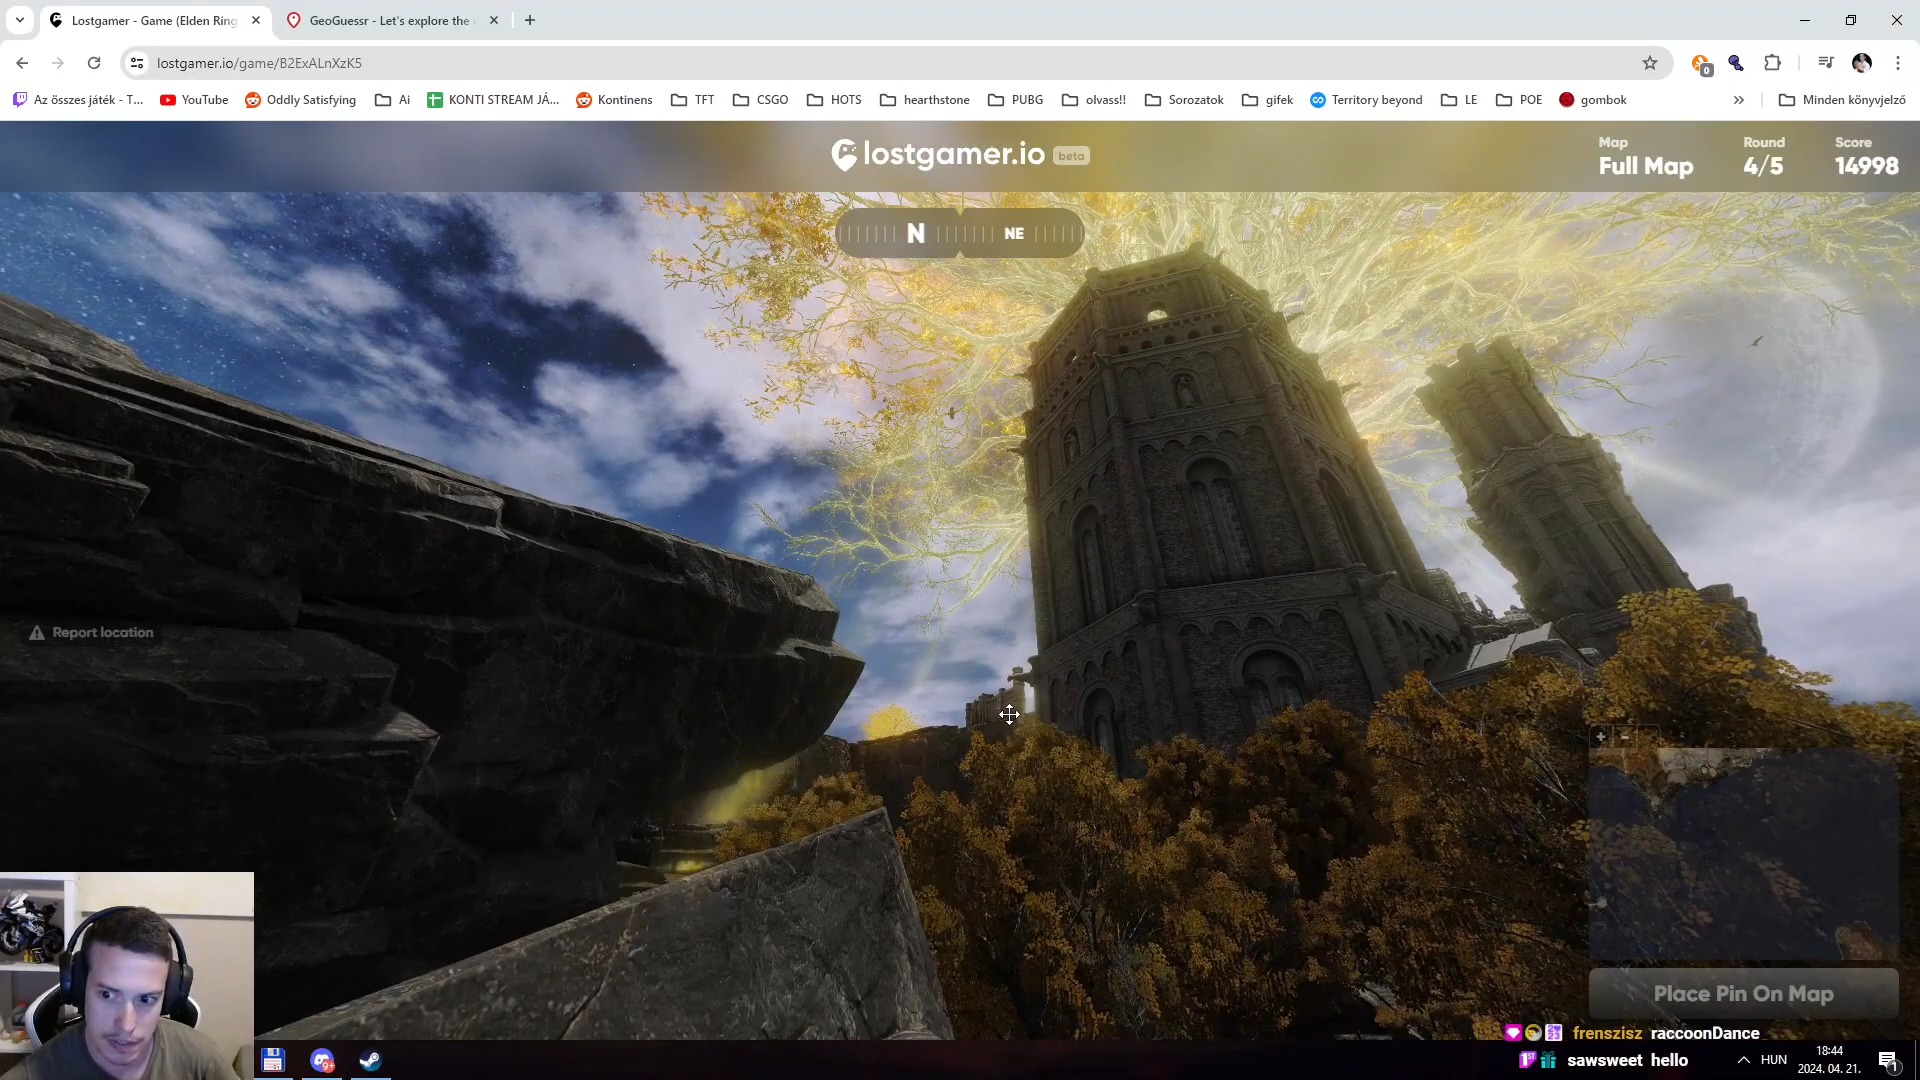 Lostgamer - Game (Elden Ring
GeoGuessr - Let's explore the
lostgamer.io/game/B2ExALnXzK5
0
Az összes játék - T...
YouTube
Oddly Satisfying
Ai
KONTI STREAM JÁ...
Kontinens
TFT
CSGO
HOTS
hearthstone
PUBG
olvass!!
Sorozatok
gifek
Territory beyond
LE
POE
gombok
»
Minden könyvjelző
lostgamer.io beta
Map
Full Map
Round
4/5
Score
14998
N
NE
Report location
+ -
Place Pin On Map
frenszisz raccoonDance
sawsweet hello
9+
HUN
18:44
2024. 04. 21.
1